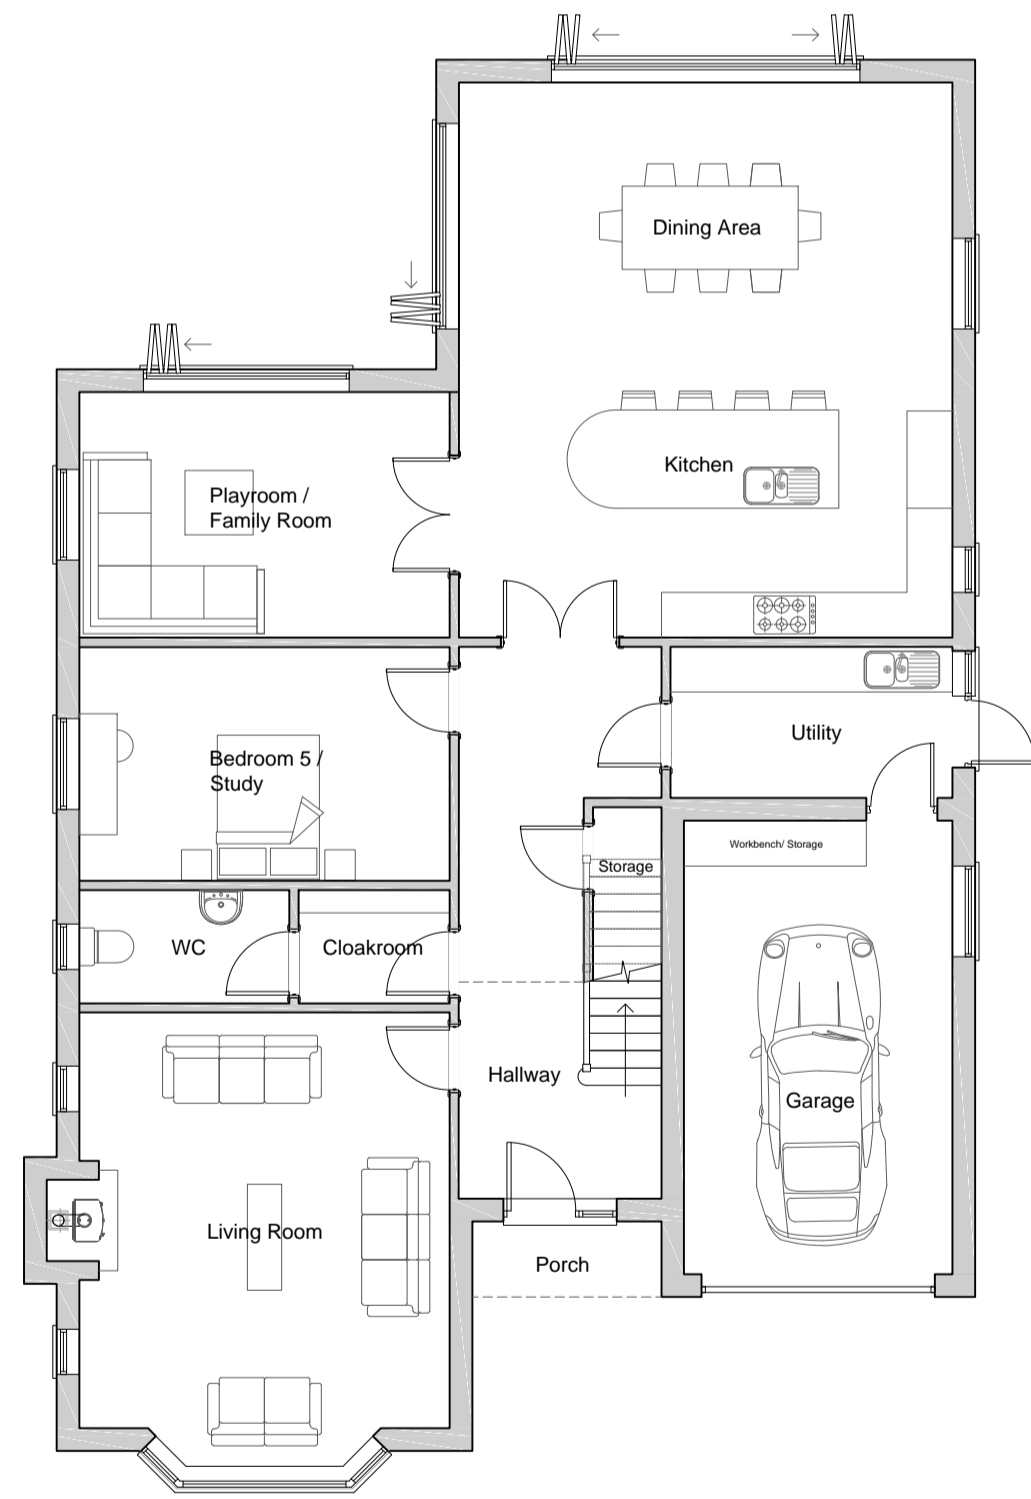 Dining Area
Kitchen
Playroom /
Family Room
Utility
Bedroom 5 /
Study
Workbench/ Storage
Storage
WC
Cloakroom
Hallway
Garage
Living Room
Porch